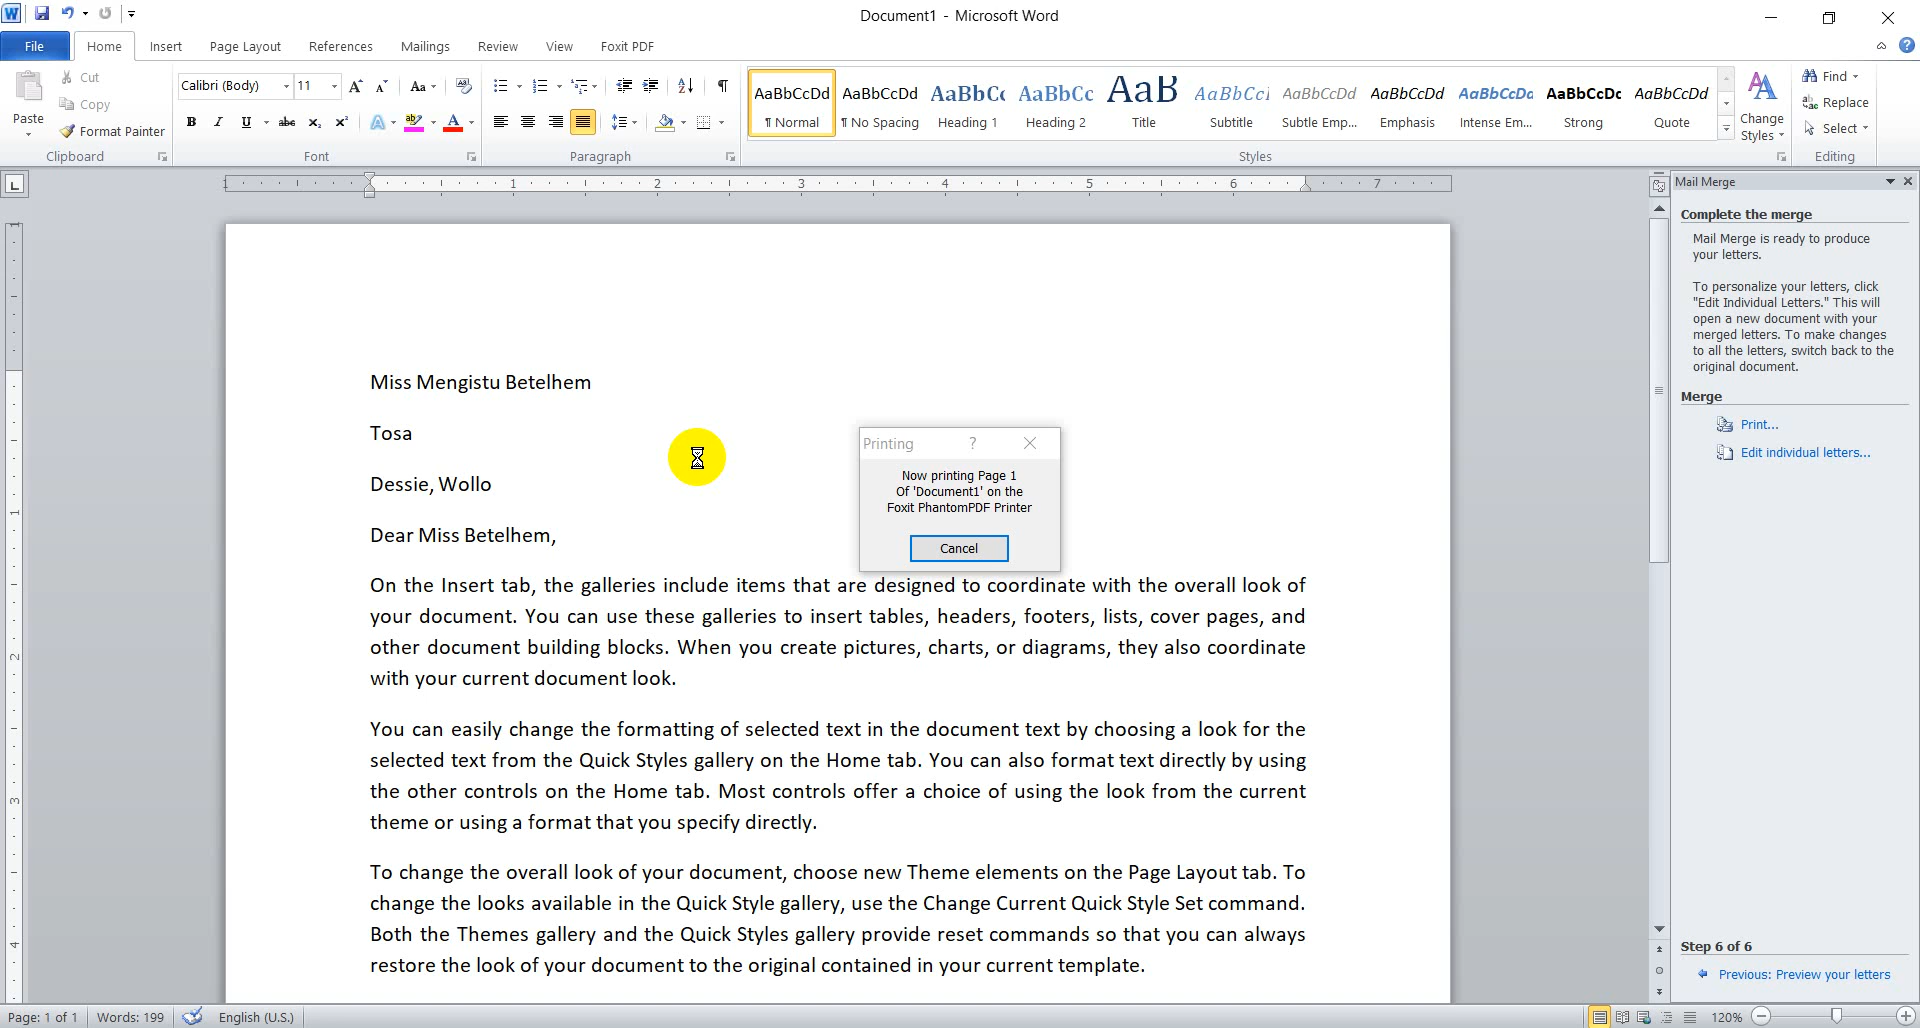 Document1 - Microsoft Word
File Home Insert Page Layout References Mailings Review View Foxit PDF
Paste
Cut
Copy
Format Painter
Clipboard
Calibri (Body) 11
Font
Paragraph
AaBbCcDd AaBbCcDd AaBbCc AaBbCc AaB AaBbCcI AaBbCcDd AaBbCcDd AaBbCcDd AaBbCcDc AaBbCcDd
¶ Normal ¶ No Spacing Heading 1 Heading 2 Title Subtitle Subtle Emp... Emphasis Intense Em... Strong Quote
Styles
Change
Styles
Find
Replace
Select
Editing
1 1 2 3 4 5 6 7
Miss Mengistu Betelhem
Tosa
Dessie, Wollo
Dear Miss Betelhem,
On the Insert tab, the galleries include items that are designed to coordinate with the overall look of
your document. You can use these galleries to insert tables, headers, footers, lists, cover pages, and
other document building blocks. When you create pictures, charts, or diagrams, they also coordinate
with your current document look.
You can easily change the formatting of selected text in the document text by choosing a look for the
selected text from the Quick Styles gallery on the Home tab. You can also format text directly by using
the other controls on the Home tab. Most controls offer a choice of using the look from the current
theme or using a format that you specify directly.
To change the overall look of your document, choose new Theme elements on the Page Layout tab. To
change the looks available in the Quick Style gallery, use the Change Current Quick Style Set command.
Both the Themes gallery and the Quick Styles gallery provide reset commands so that you can always
restore the look of your document to the original contained in your current template.
Printing ?
Now printing Page 1
Of 'Document1' on the
Foxit PhantomPDF Printer
Cancel
Mail Merge
Complete the merge
Mail Merge is ready to produce
your letters.
To personalize your letters, click
"Edit Individual Letters." This will
open a new document with your
merged letters. To make changes
to all the letters, switch back to the
original document.
Merge
Print...
Edit individual letters...
Step 6 of 6
Previous: Preview your letters
Page: 1 of 1 Words: 199 English (U.S.) 120%